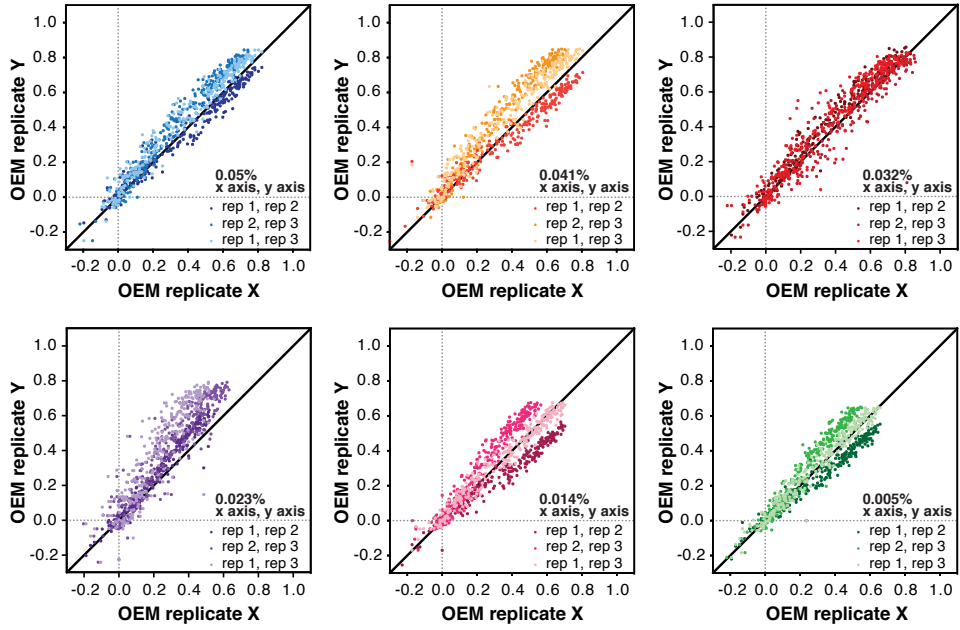 OEM replicate Y
1.0
0.8
0.6
0.4
0.2
0.0
-0.2
0.05%
x axis, y axis
rep 1, rep 2
rep 2, rep 3
rep 1, rep 3
-0.2 0.0 0.2 0.4 0.6 0.8 1.0
OEM replicate X
OEM replicate Y
1.0
0.8
0.6
0.4
0.2
0.0
-0.2
0.041%
x axis, y axis
rep 1, rep 2
rep 2, rep 3
rep 1, rep 3
-0.2 0.0 0.2 0.4 0.6 0.8 1.0
OEM replicate X
OEM replicate Y
1.0
0.8
0.6
0.4
0.2
0.0
-0.2
0.032%
x axis, y axis
rep 1, rep 2
rep 2, rep 3
rep 1, rep 3
-0.2 0.0 0.2 0.4 0.6 0.8 1.0
OEM replicate X
OEM replicate Y
1.0
0.8
0.6
0.4
0.2
0.0
-0.2
0.023%
x axis, y axis
rep 1, rep 2
rep 2, rep 3
rep 1, rep 3
-0.2 0.0 0.2 0.4 0.6 0.8 1.0
OEM replicate X
OEM replicate Y
1.0
0.8
0.6
0.4
0.2
0.0
-0.2
0.014%
x axis, y axis
rep 1, rep 2
rep 2, rep 3
rep 1, rep 3
-0.2 0.0 0.2 0.4 0.6 0.8 1.0
OEM replicate X
OEM replicate Y
1.0
0.8
0.6
0.4
0.2
0.0
-0.2
0.005%
x axis, y axis
rep 1, rep 2
rep 2, rep 3
rep 1, rep 3
-0.2 0.0 0.2 0.4 0.6 0.8 1.0
OEM replicate X